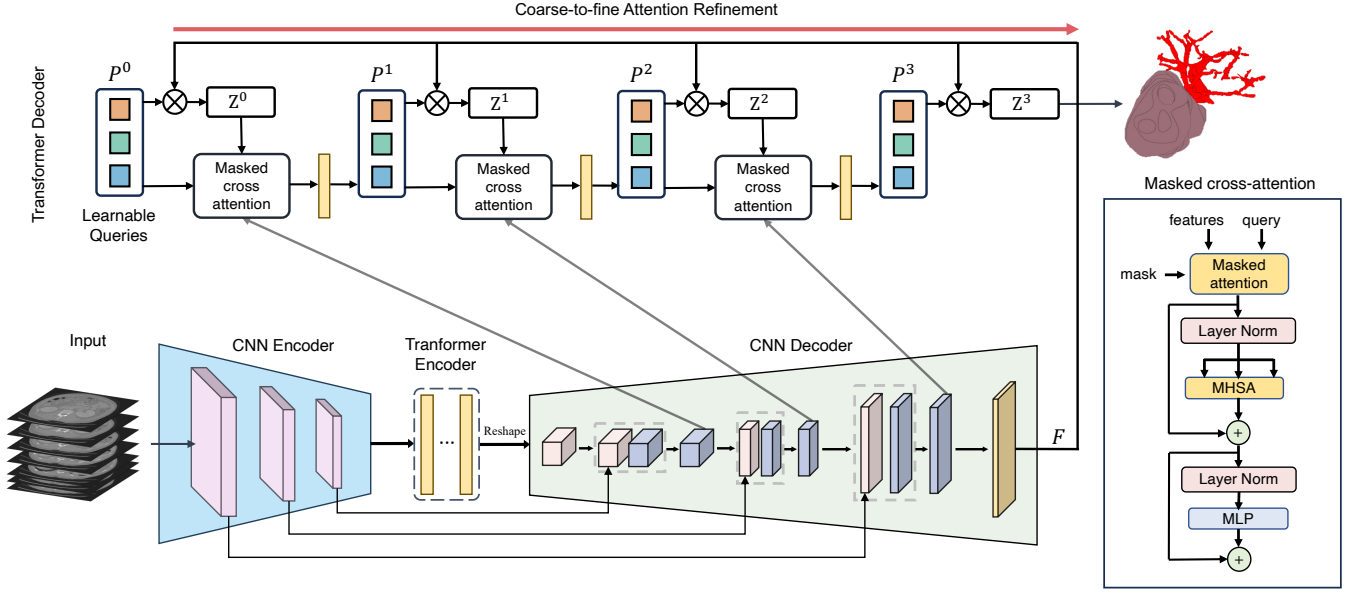 Coarse-to-fine Attention Refinement
Transformer Decoder
P⁰
P¹
P²
P³
Z⁰
Z¹
Z²
Z³
Masked
cross
attention
Masked
cross
attention
Masked
cross
attention
Learnable
Queries
Input
CNN Encoder
Tranformer
Encoder
...
Reshape
CNN Decoder
F
Masked cross-attention
features query
mask
Masked
attention
Layer Norm
MHSA
+
Layer Norm
MLP
+